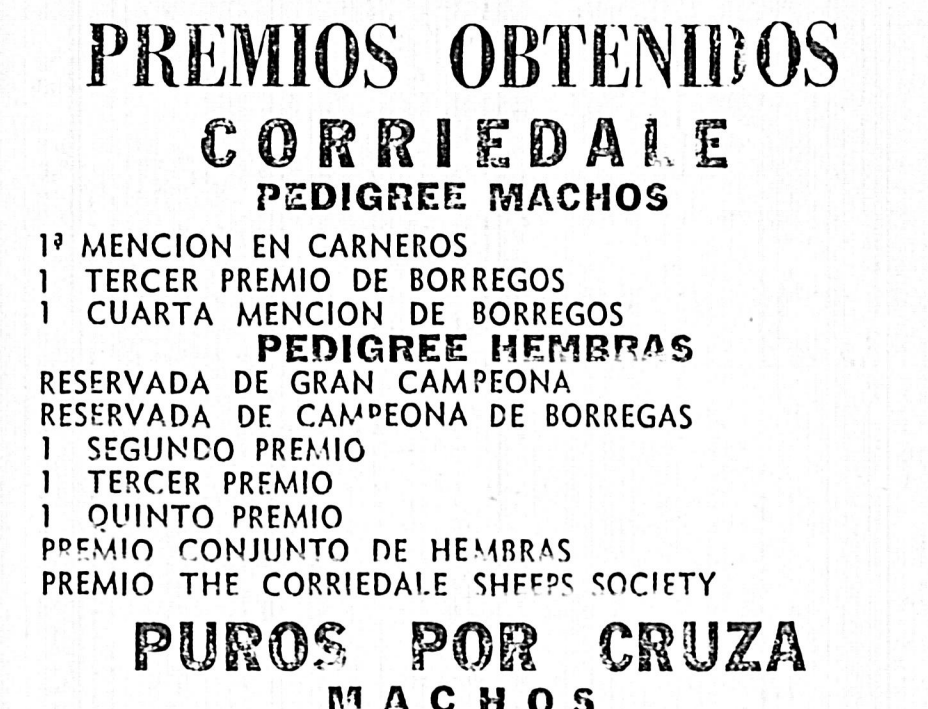 PREMIOS OBTENIDOS
CORRIEDALE
PEDIGREE MACHOS
1ª MENCION EN CARNEROS
1 TERCER PREMIO DE BORREGOS
1 CUARTA MENCION DE BORREGOS
PEDIGREE HEMBRAS
RESERVADA DE GRAN CAMPEONA
RESERVADA DE CAMPEONA DE BORREGAS
1 SEGUNDO PREMIO
1 TERCER PREMIO
1 QUINTO PREMIO
PREMIO CONJUNTO DE HEMBRAS
PREMIO THE CORRIEDALE SHEEPS SOCIETY
PUROS POR CRUZA
MACHOS